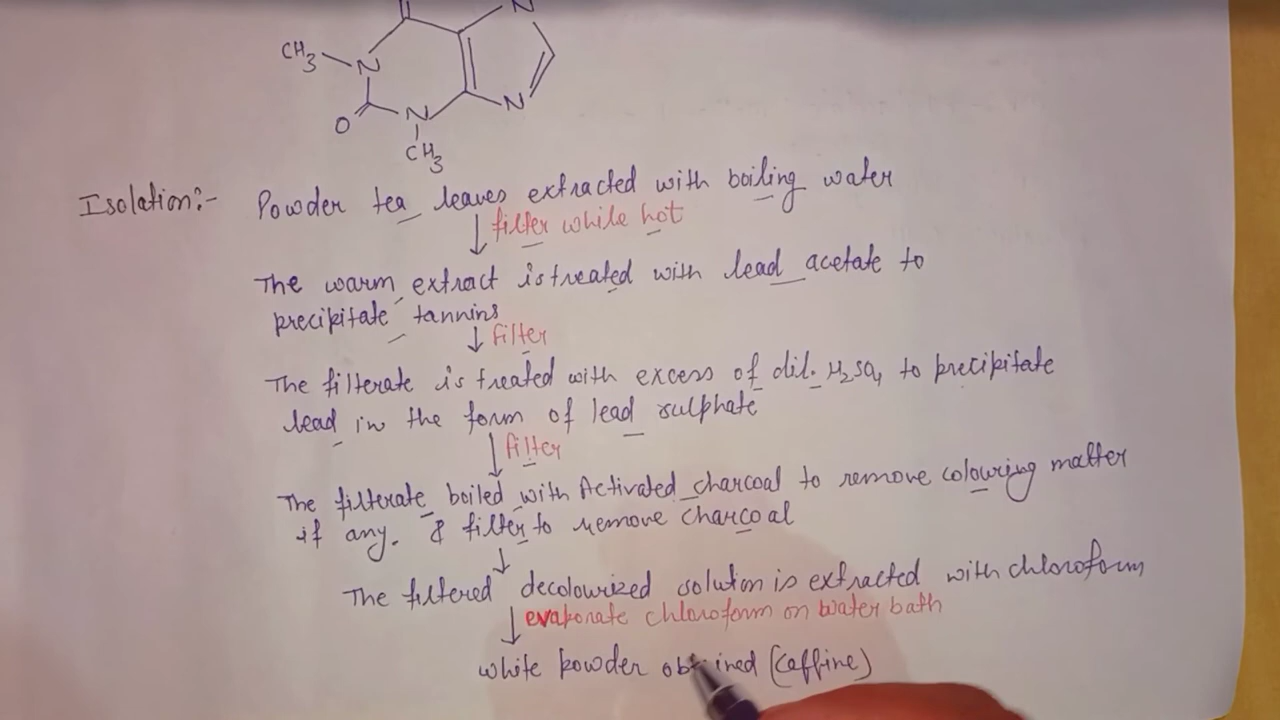 N
CH3
N
N
N
O
CH3
Isolation:- Powder tea leaves extracted with boiling water
filter while hot
The warm extract is treated with lead acetate to
precipitate tannins
filter
The filterate is treated with excess of dil. H2SO4 to precipitate
lead in the form of lead sulphate
filter
The filterate boiled with Activated charcoal to remove colouring matter
if any. & filter to remove charcoal
The filtered decolourized solution is extracted with chloroform
evaporate chloroform on water bath
white powder obtained (Caffine)